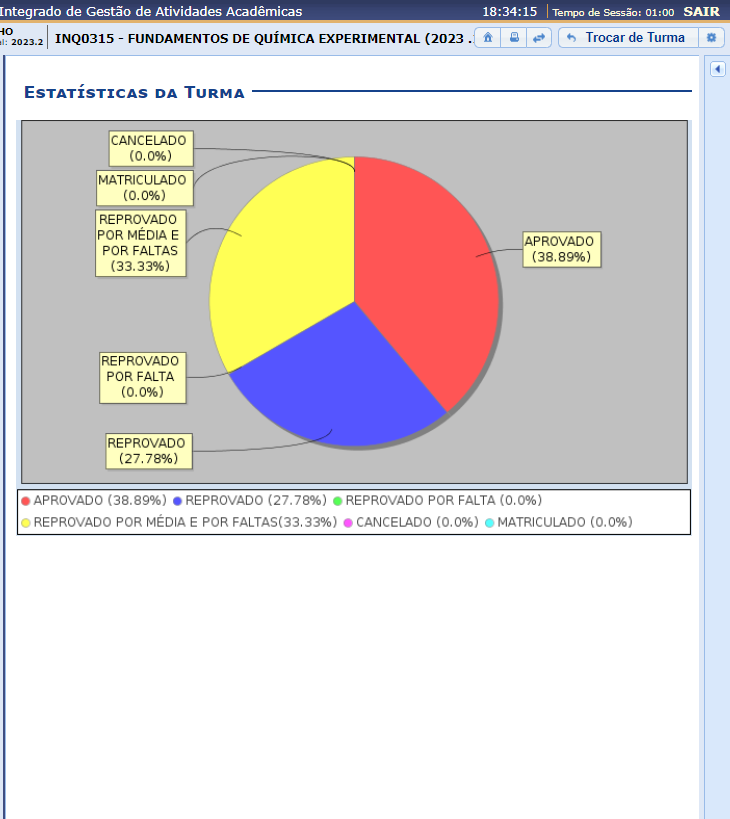 Integrado de Gestão de Atividades Acadêmicas
18:34:15
Tempo de Sessão: 01:00
SAIR
HO
el: 2023.2
INQ0315 - FUNDAMENTOS DE QUÍMICA EXPERIMENTAL (2023 .
Trocar de Turma
ESTATÍSTICAS DA TURMA
CANCELADO
(0.0%)
MATRICULADO
(0.0%)
REPROVADO
POR MÉDIA E
POR FALTAS
(33.33%)
APROVADO
(38.89%)
REPROVADO
POR FALTA
(0.0%)
REPROVADO
(27.78%)
APROVADO (38.89%) REPROVADO (27.78%) REPROVADO POR FALTA (0.0%)
REPROVADO POR MÉDIA E POR FALTAS(33.33%) CANCELADO (0.0%) MATRICULADO (0.0%)